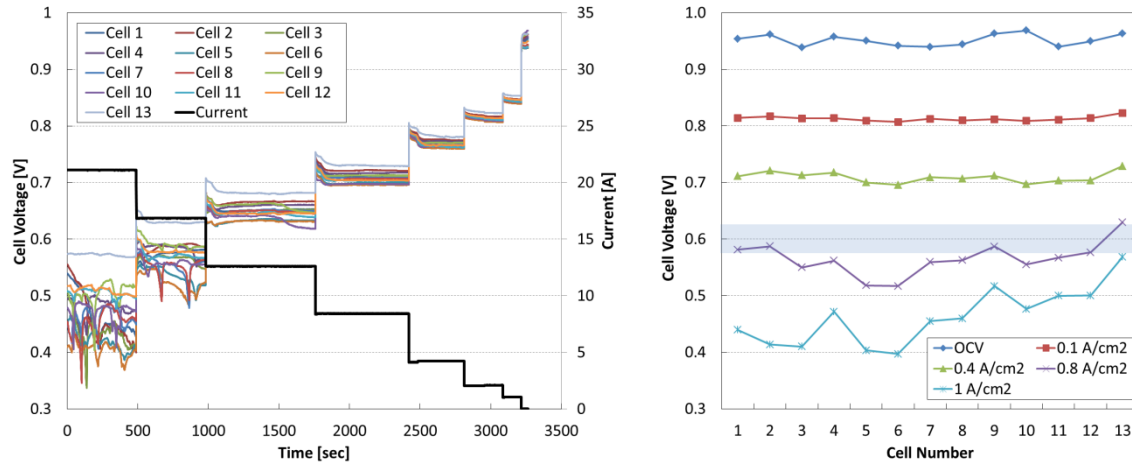 1
0.9
0.8
0.7
0.6
0.5
0.4
0.3
Cell Voltage [V]
Cell 1 Cell 2 Cell 3
Cell 4 Cell 5 Cell 6
Cell 7 Cell 8 Cell 9
Cell 10 Cell 11 Cell 12
Cell 13 Current
35
30
25
20
15
10
5
0
Current [A]
0 500 1000 1500 2000 2500 3000 3500
Time [sec]
1
0.9
0.8
0.7
0.6
0.5
0.4
0.3
Cell Voltage [V]
OCV 0.1 A/cm2
0.4 A/cm2 0.8 A/cm2
1 A/cm2
1 2 3 4 5 6 7 8 9 10 11 12 13
Cell Number